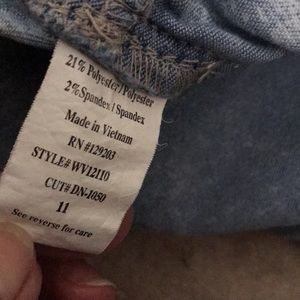 21% Polyester/Polyester
2%Spandex/ Spandex
Made in Vietnam
RN #129203
STYLE# WV12110
CUT# DN-1050
11
See reverse for care